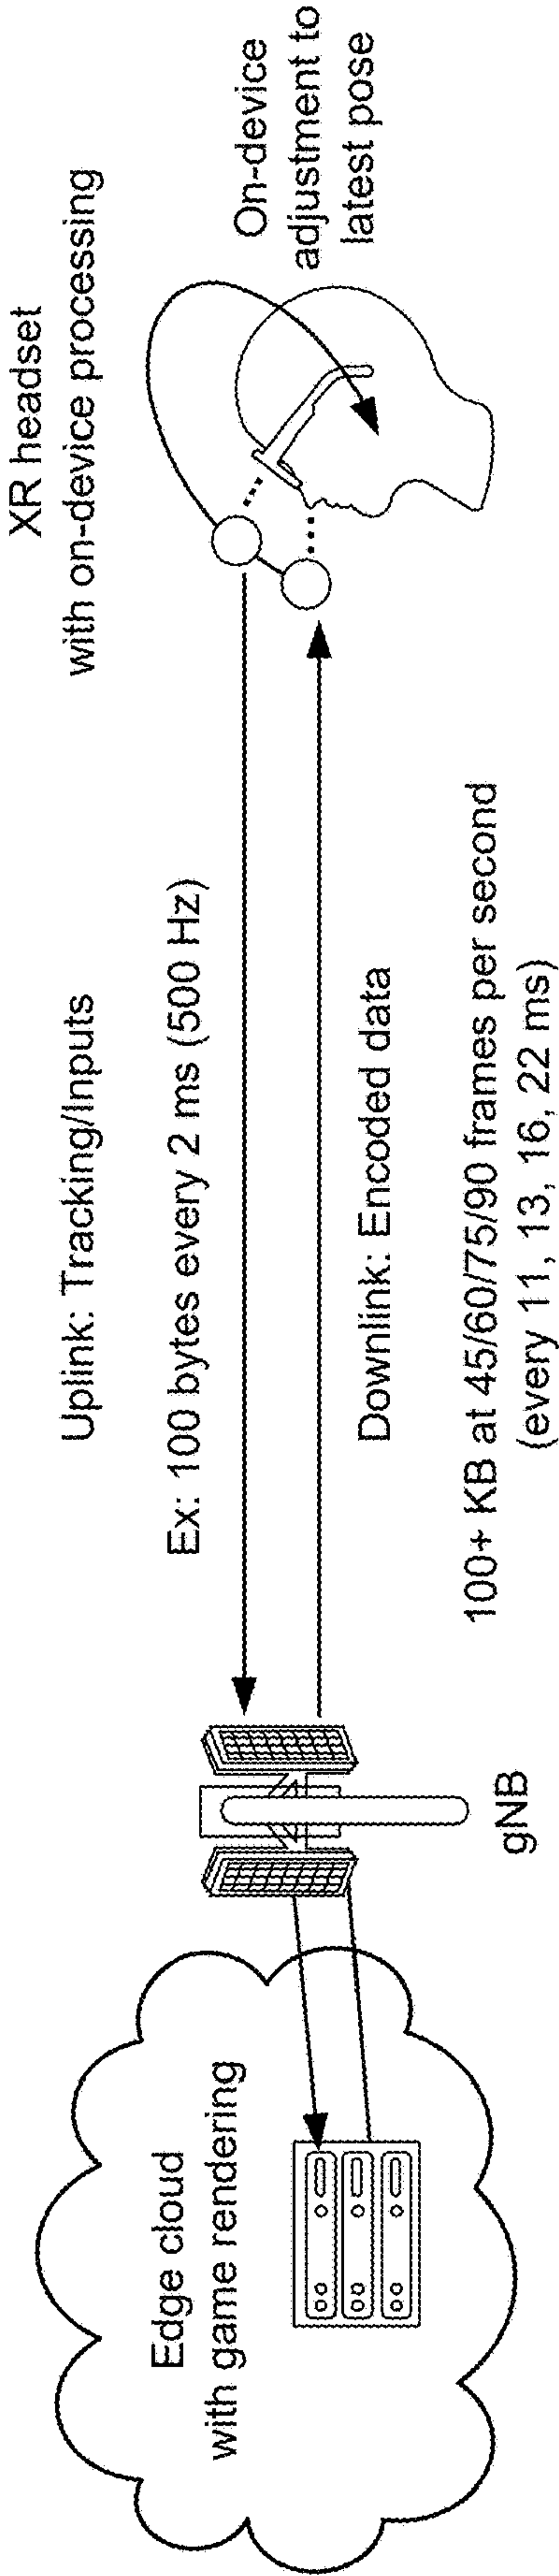 Edge cloud
with game rendering
gNB
Uplink: Tracking/Inputs
Ex: 100 bytes every 2 ms (500 Hz)
Downlink: Encoded data
100+ KB at 45/60/75/90 frames per second
(every 11, 13, 16, 22 ms)
XR headset
with on-device processing
On-device
adjustment to
latest pose